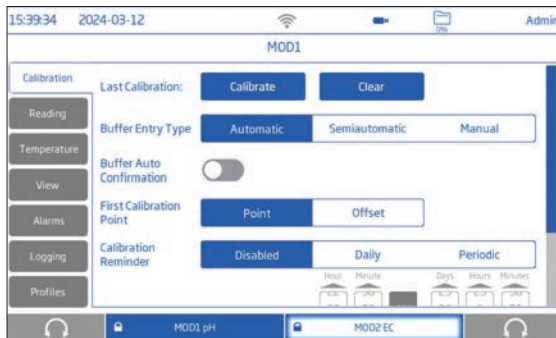 15:39:34 2024-03-12 0% Admin
MOD1
Calibration
Last Calibration: Calibrate Clear
Reading
Buffer Entry Type Automatic Semiautomatic Manual
Temperature
Buffer Auto
Confirmation
View
First Calibration
Point Point Offset
Alarms
Calibration
Reminder Disabled Daily Periodic
Logging
Hour Minute Days Hours Minutes
Profiles
MOD1 pH MOD2 EC